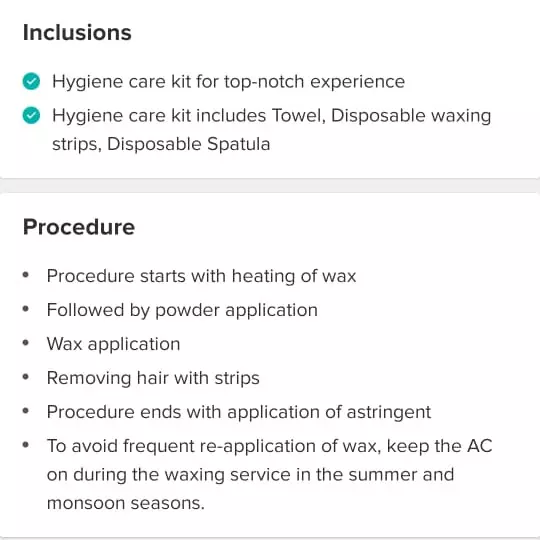 Inclusions
Hygiene care kit for top-notch experience
Hygiene care kit includes Towel, Disposable waxing
strips, Disposable Spatula
Procedure
Procedure starts with heating of wax
Followed by powder application
Wax application
Removing hair with strips
Procedure ends with application of astringent
To avoid frequent re-application of wax, keep the AC
on during the waxing service in the summer and
monsoon seasons.